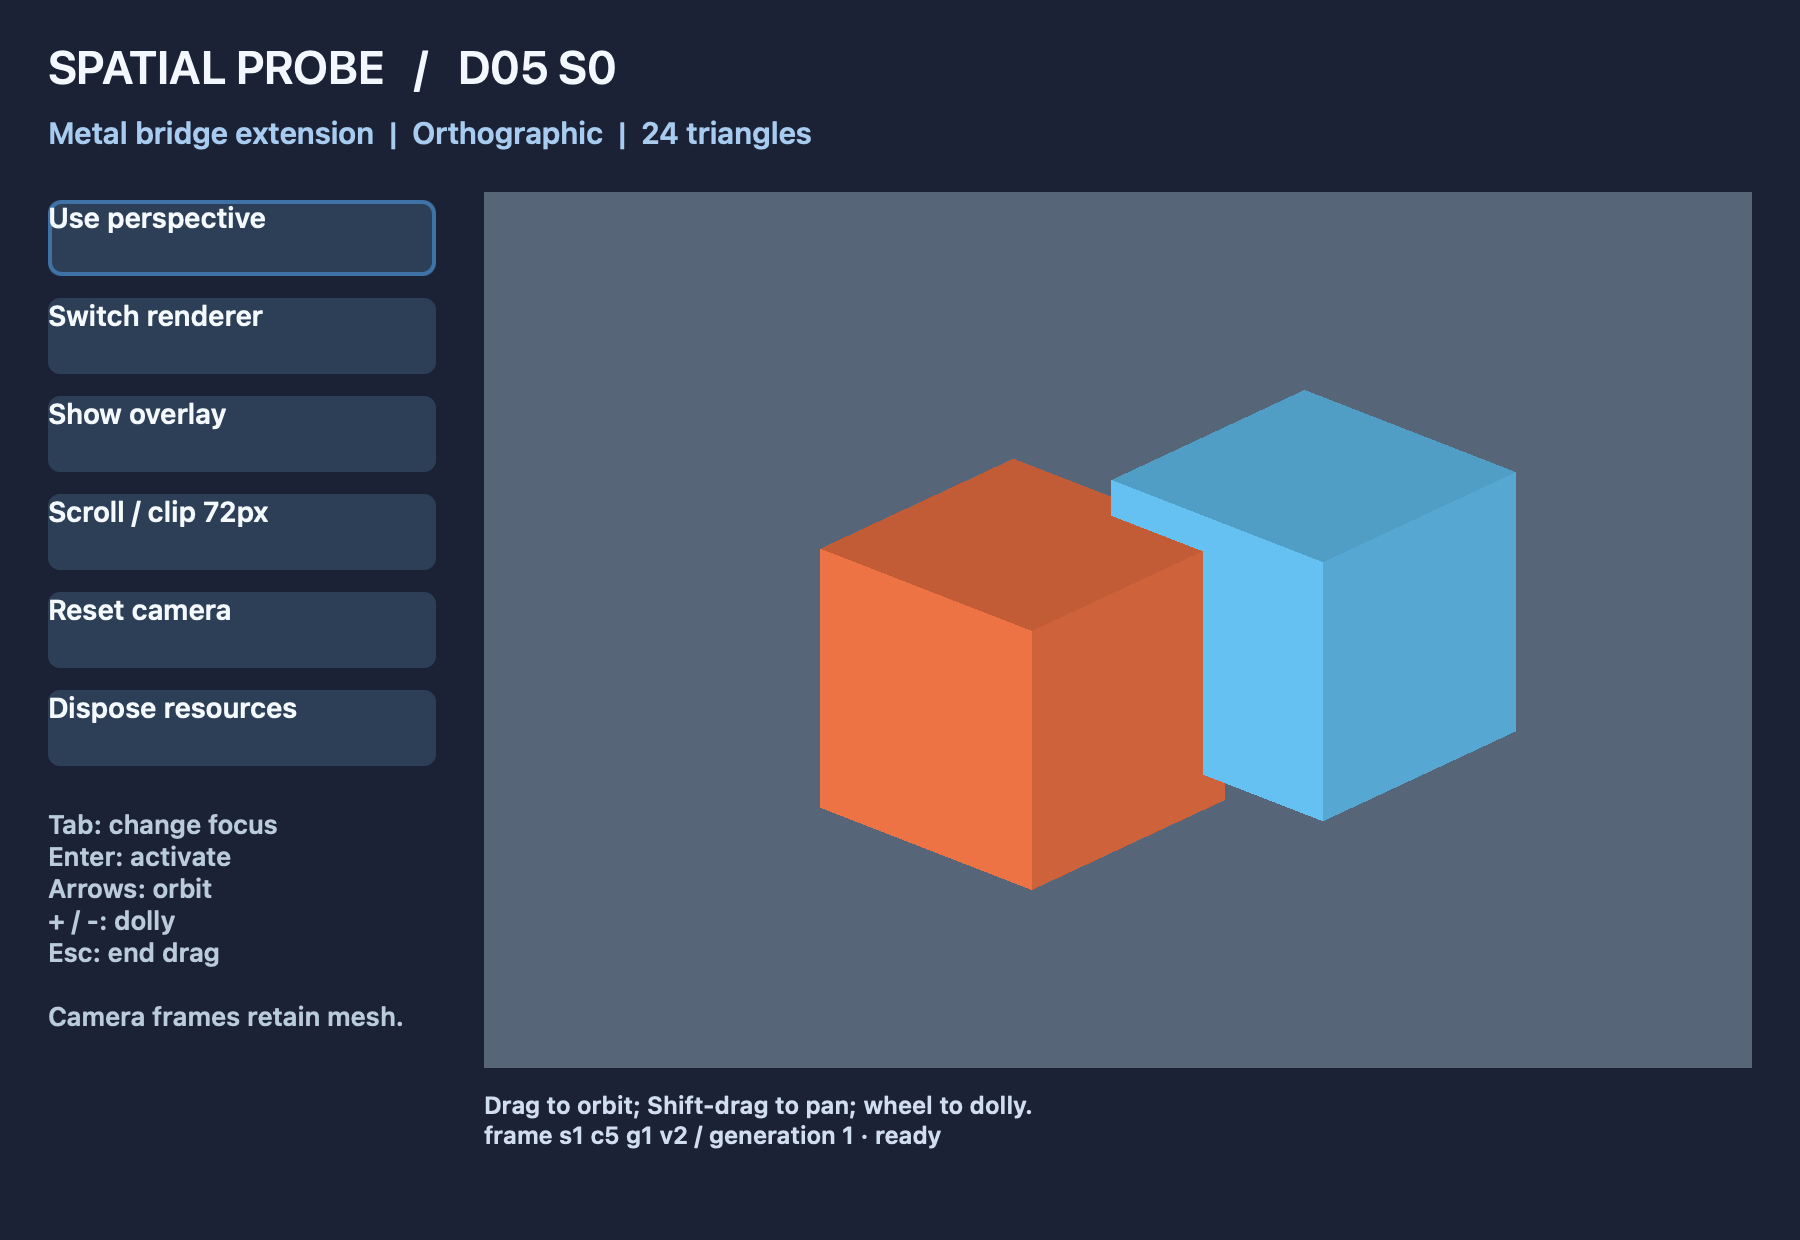 SPATIAL PROBE / D05 S0
Metal bridge extension | Orthographic | 24 triangles
Use perspective
Switch renderer
Show overlay
Scroll / clip 72px
Reset camera
Dispose resources
Tab: change focus
Enter: activate
Arrows: orbit
+ / -: dolly
Esc: end drag
Camera frames retain mesh.
Drag to orbit; Shift-drag to pan; wheel to dolly.
frame s1 c5 g1 v2 / generation 1 · ready